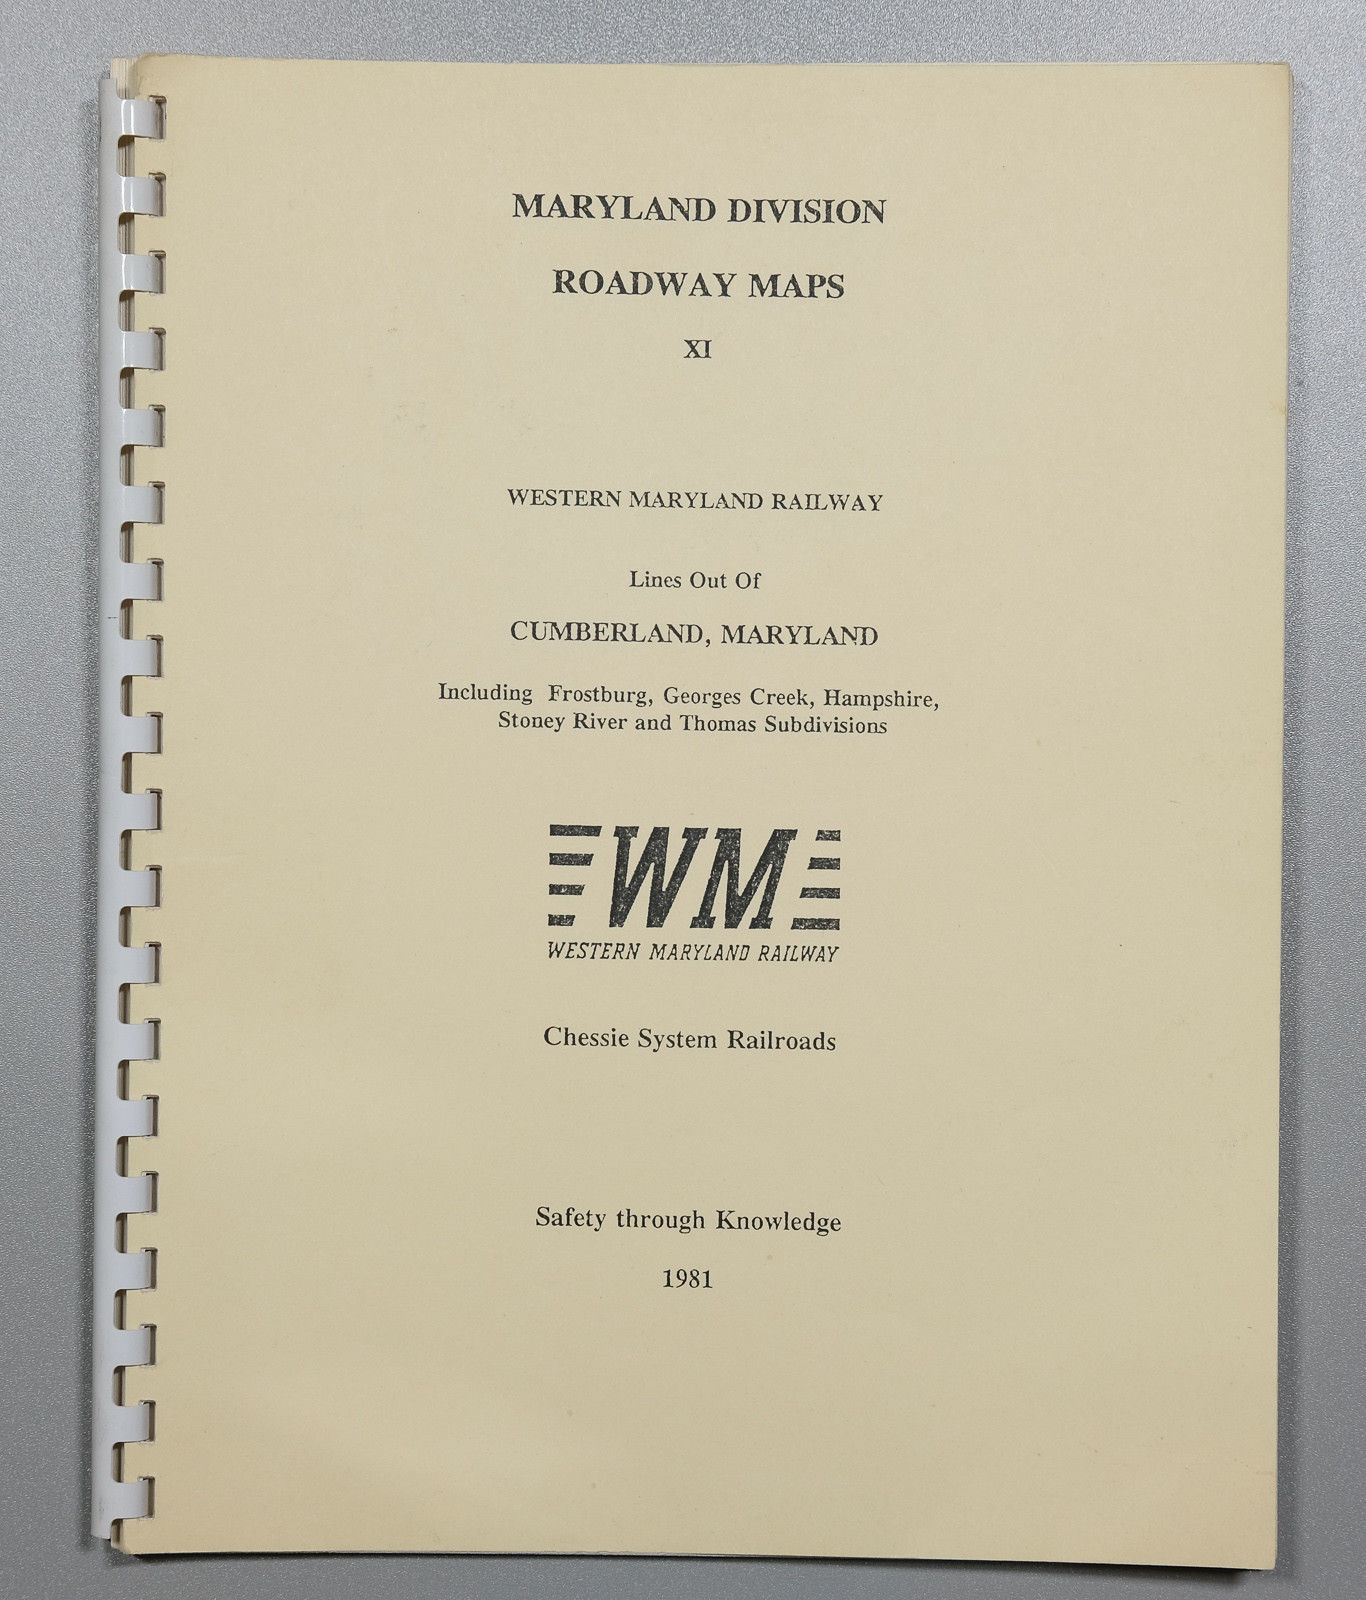 MARYLAND DIVISION
ROADWAY MAPS
XI
WESTERN MARYLAND RAILWAY
Lines Out Of
CUMBERLAND, MARYLAND
Including Frostburg, Georges Creek, Hampshire,
Stoney River and Thomas Subdivisions
WM
WESTERN MARYLAND RAILWAY
Chessie System Railroads
Safety through Knowledge
1981